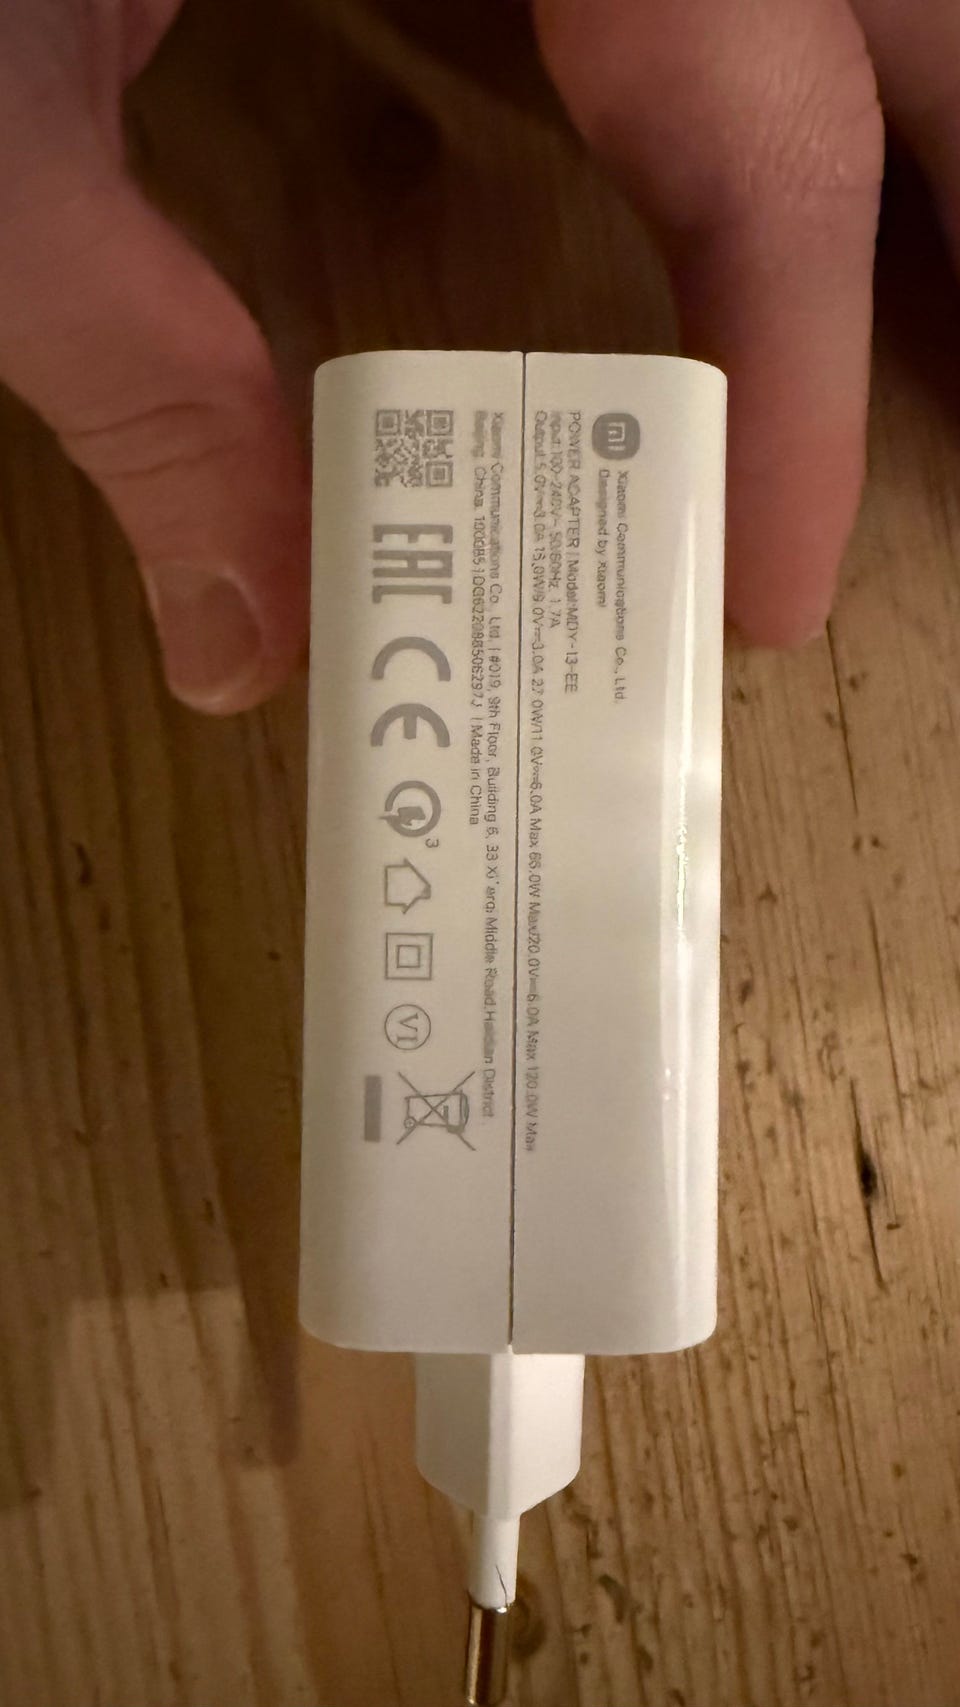 Xiaomi Communications Co., Ltd.
Designed by Xiaomi
POWER ADAPTER | Model:MDY-13-EE
Input:100-240V~ 50/60Hz 1.7A
Output:5.0V⎓3.0A 15.0W/9.0V⎓3.0A 27.0W/11.0V⎓6.0A Max 66.0W Max/20.0V⎓6.0A Max 120.0W Max
Xiaomi Communications Co., Ltd. | #019, 9th Floor, Building 6, 33 Xi'erqi Middle Road, Haidian District
Beijing, China, 100085 | | Made in China
EAC CE 3 VI